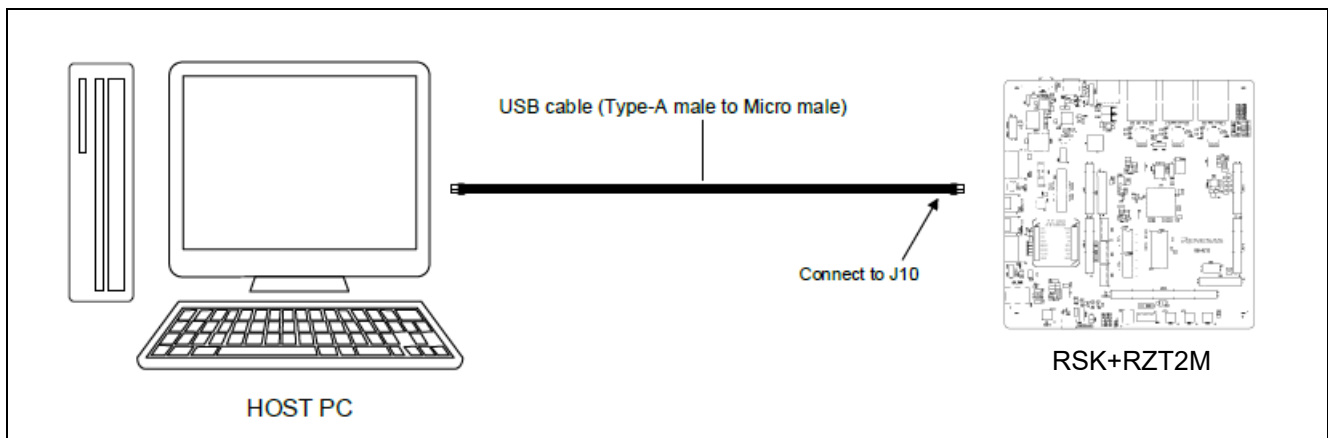 USB cable (Type-A male to Micro male)
Connect to J10
RSK+RZT2M
HOST PC